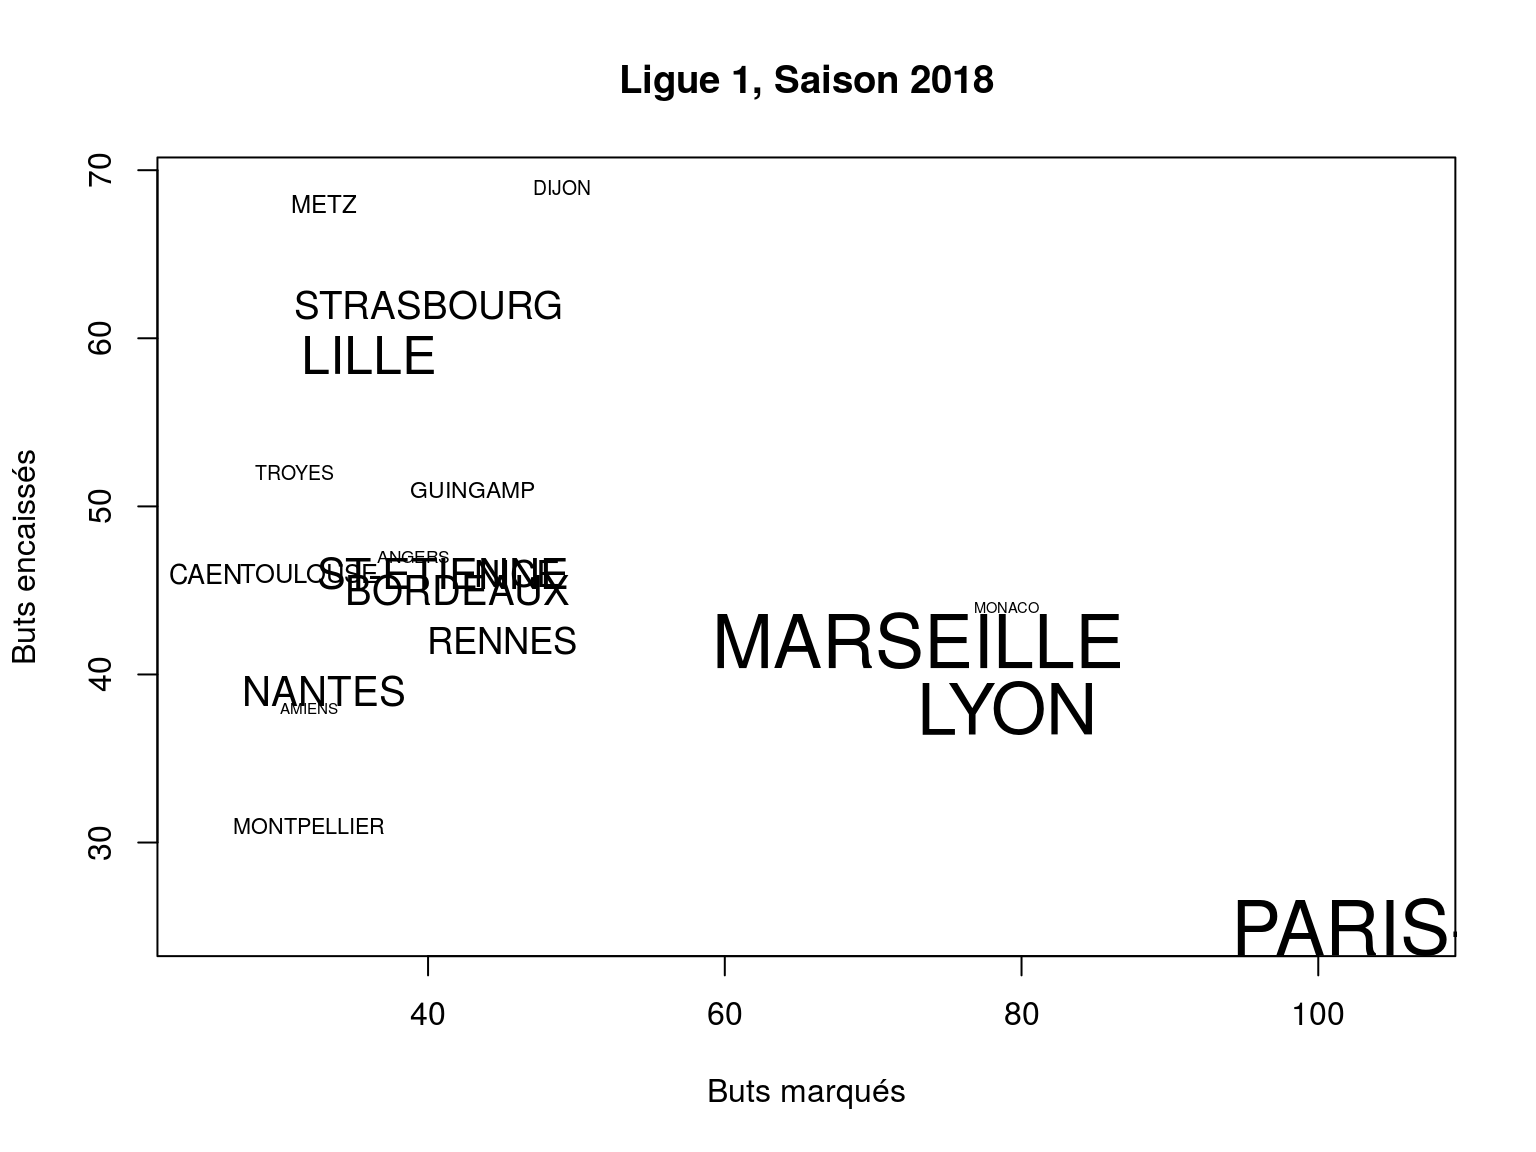 Ligue 1, Saison 2018
Buts encaissés
70
60
50
40
30
DIJON
METZ
STRASBOURG
LILLE
TROYES
GUINGAMP
ANGERS
CAEN
TOULOUSE
ST-ETIENNE
NICE
BORDEAUX
MONACO
RENNES
MARSEILLE
NANTES
AMIENS
LYON
MONTPELLIER
PARIS
40
60
80
100
Buts marqués